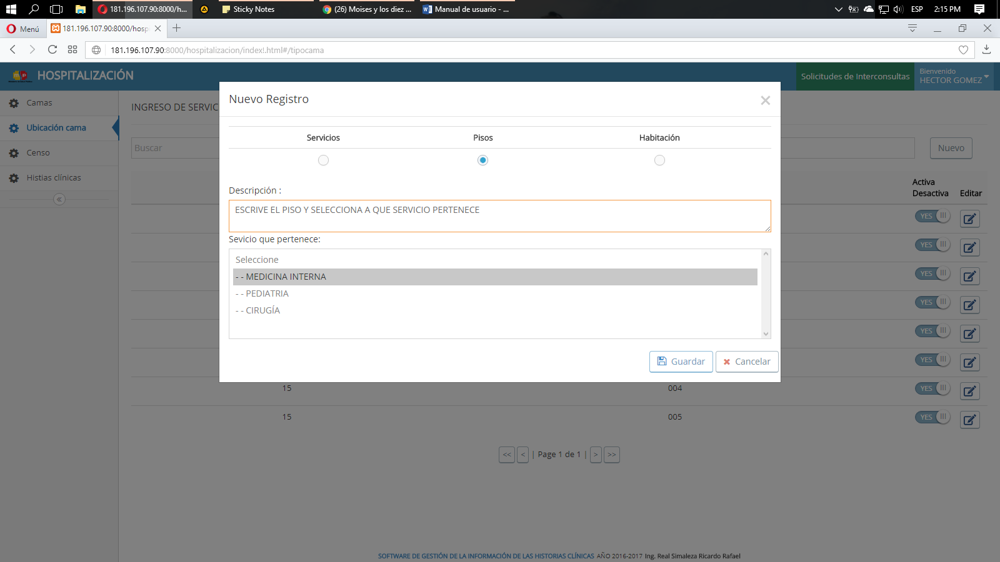 181.196.107.90:8000/h...
Sticky Notes
(26) Moises y los diez ...
Manual de usuario - ...
ESP
2:15 PM
Menú
181.196.107.90:8000/hosp
181.196.107.90:8000/hospitalizacion/index!.html#/tipocama
HOSPITALIZACIÓN
Solicitudes de Interconsultas
Bienvenido
HECTOR GOMEZ
Camas
Ubicación cama
Censo
Histias clínicas
INGRESO DE SERVIC
Buscar
Nuevo
Activa
Desactiva
Editar
Nuevo Registro
Servicios Pisos Habitación
Descripción :
ESCRIVE EL PISO Y SELECCIONA A QUE SERVICIO PERTENECE
Sevicio que pertenece:
Seleccione
- - MEDICINA INTERNA
- - PEDIATRIA
- - CIRUGÍA
Guardar
Cancelar
YES
YES
YES
YES
YES
YES
15 004 YES
15 005 YES
<< < | Page 1 de 1 | > >>
SOFTWARE DE GESTIÓN DE LA INFORMACIÓN DE LAS HISTORIAS CLÍNICAS AÑO 2016-2017 Ing. Real Simaleza Ricardo Rafael